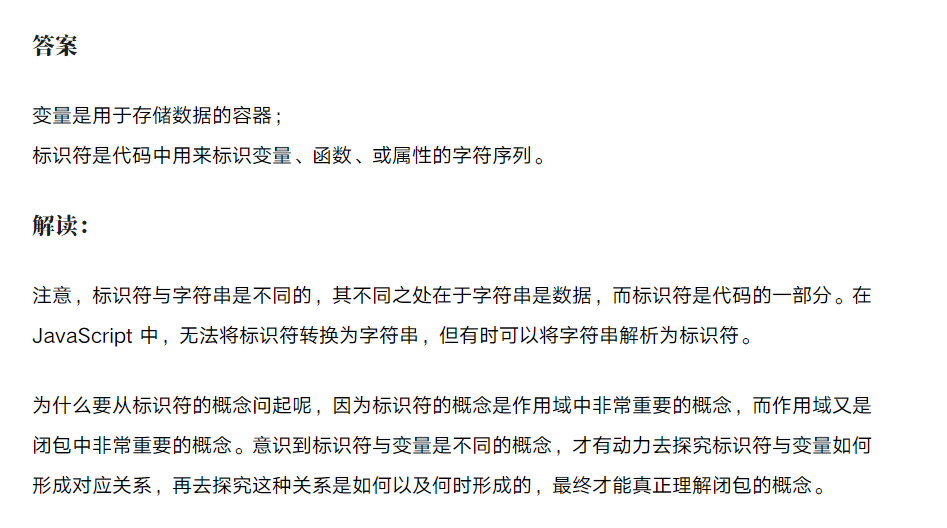 答案
变量是用于存储数据的容器；
标识符是代码中用来标识变量、函数、或属性的字符序列。
解读：
注意，标识符与字符串是不同的，其不同之处在于字符串是数据，而标识符是代码的一部分。在
JavaScript 中，无法将标识符转换为字符串，但有时可以将字符串解析为标识符。
为什么要从标识符的概念问起呢，因为标识符的概念是作用域中非常重要的概念，而作用域又是
闭包中非常重要的概念。意识到标识符与变量是不同的概念，才有动力去探究标识符与变量如何
形成对应关系，再去探究这种关系是如何以及何时形成的，最终才能真正理解闭包的概念。